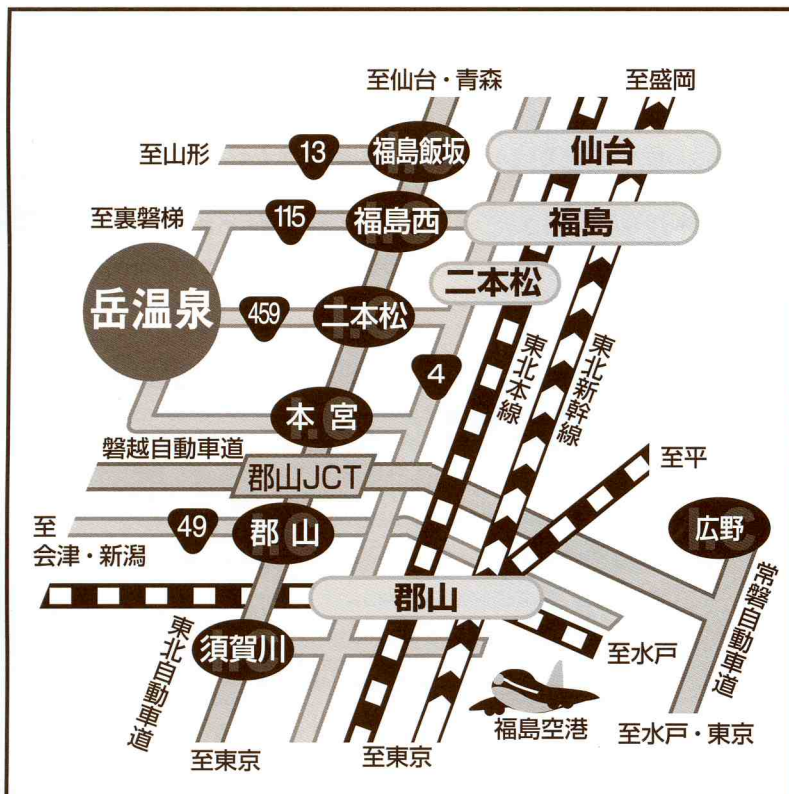 至仙台・青森
至盛岡
至山形
13
福島飯坂
I.C
仙台
至裏磐梯
115
福島西
I.C
福島
二本松
岳温泉
459
二本松
I.C
4
東北本線
東北新幹線
本宮
I.C
磐越自動車道
郡山JCT
至平
至
会津・新潟
49
郡山
I.C
広野
I.C
郡山
常磐自動車道
東北自動車道
須賀川
I.C
至水戸
福島空港
至水戸・東京
至東京
至東京